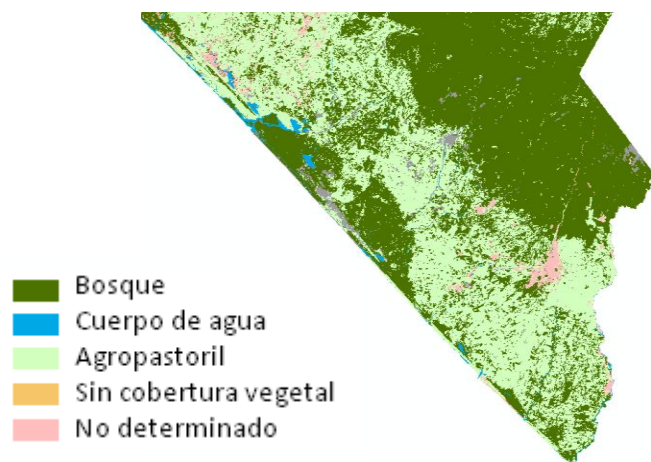 Bosque
Cuerpo de agua
Agropastoril
Sin cobertura vegetal
No determinado